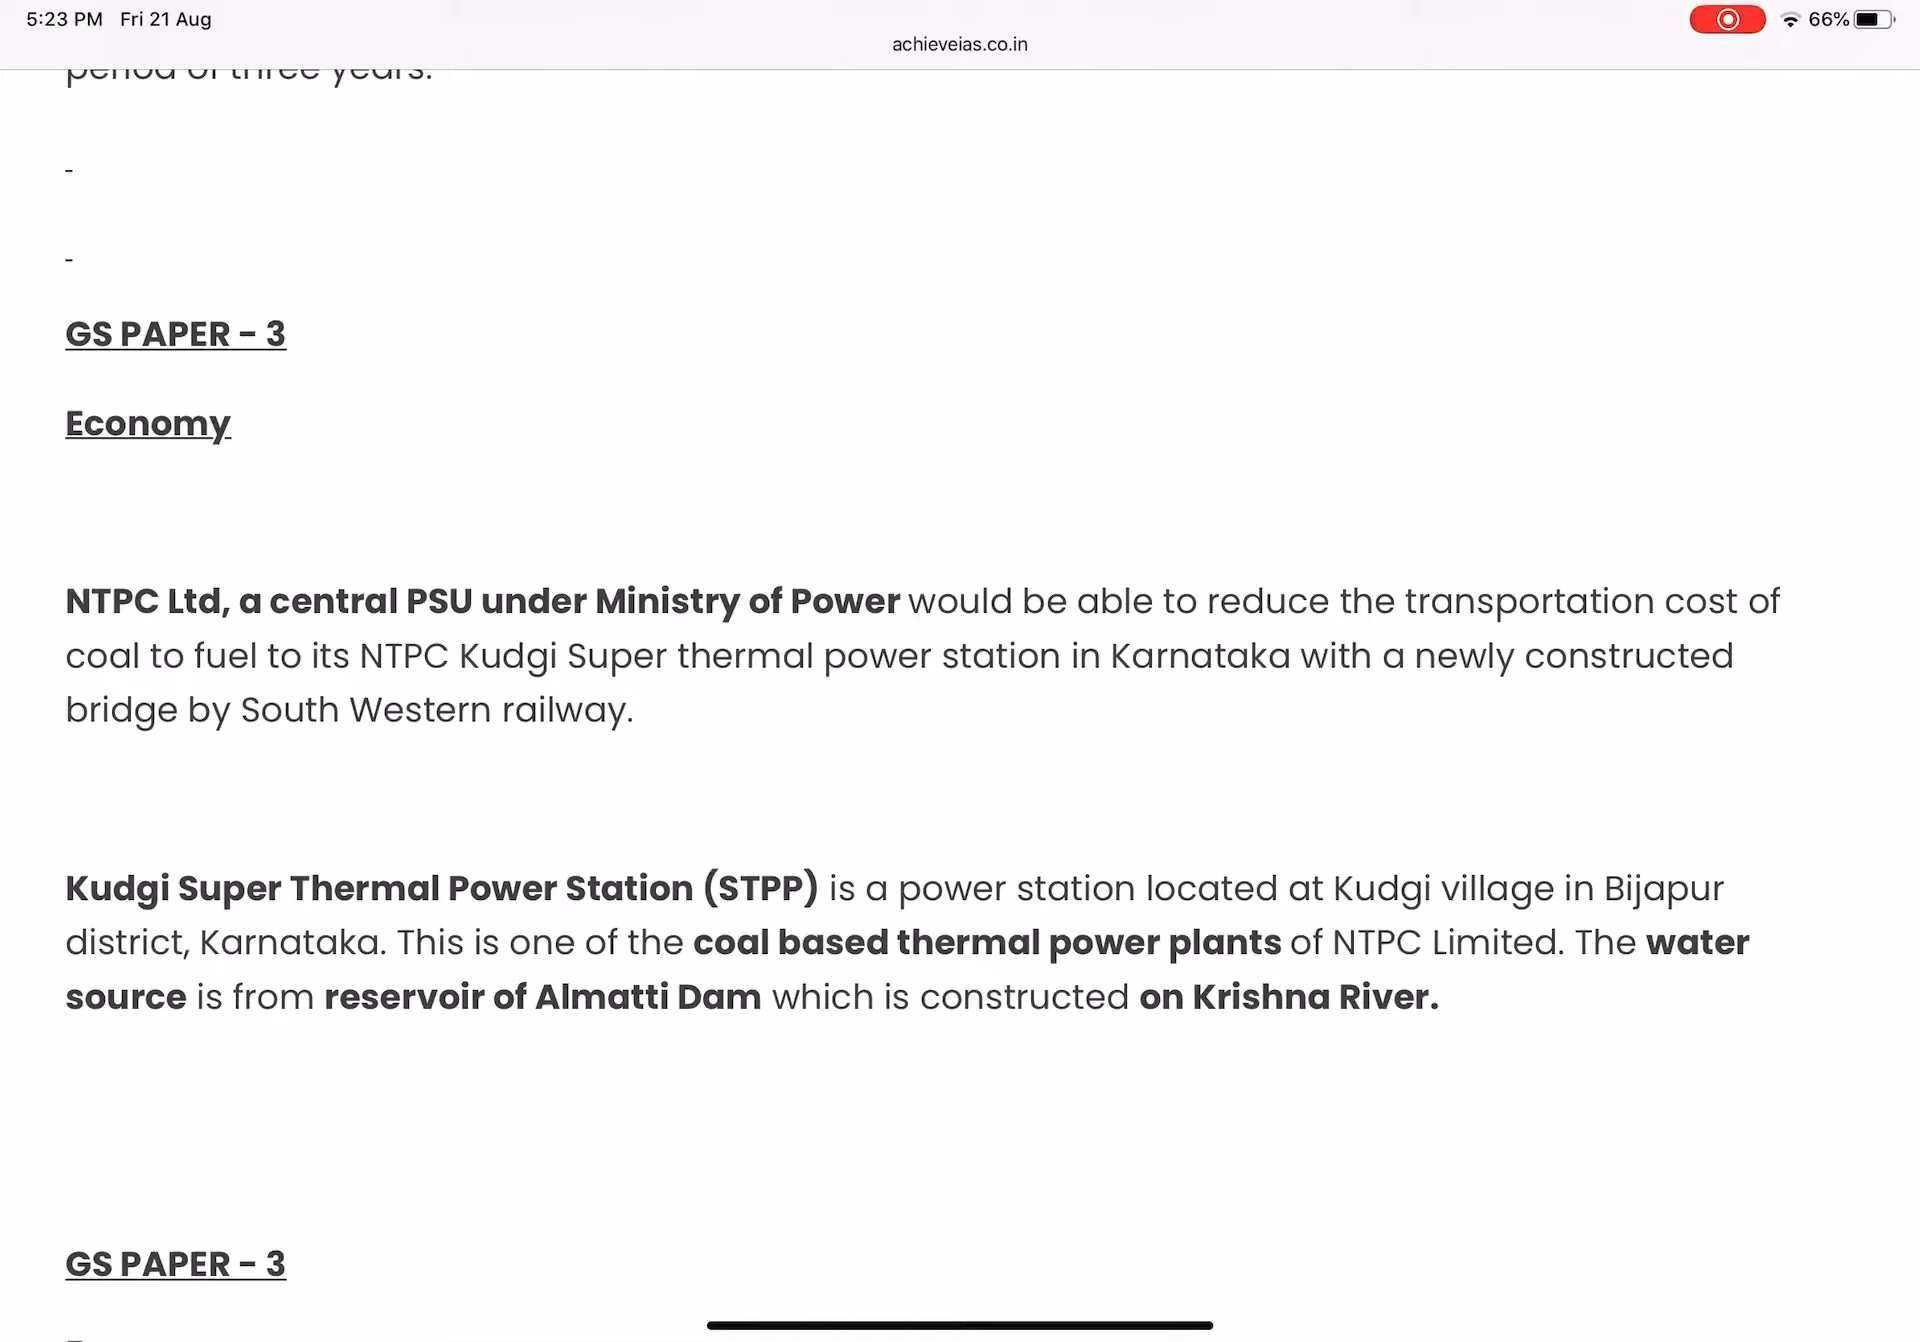 5:23 PM Fri 21 Aug
66%
achieveias.co.in
period of three years.
-
-
GS PAPER - 3
Economy
NTPC Ltd, a central PSU under Ministry of Power would be able to reduce the transportation cost of
coal to fuel to its NTPC Kudgi Super thermal power station in Karnataka with a newly constructed
bridge by South Western railway.
Kudgi Super Thermal Power Station (STPP) is a power station located at Kudgi village in Bijapur
district, Karnataka. This is one of the coal based thermal power plants of NTPC Limited. The water
source is from reservoir of Almatti Dam which is constructed on Krishna River.
GS PAPER - 3